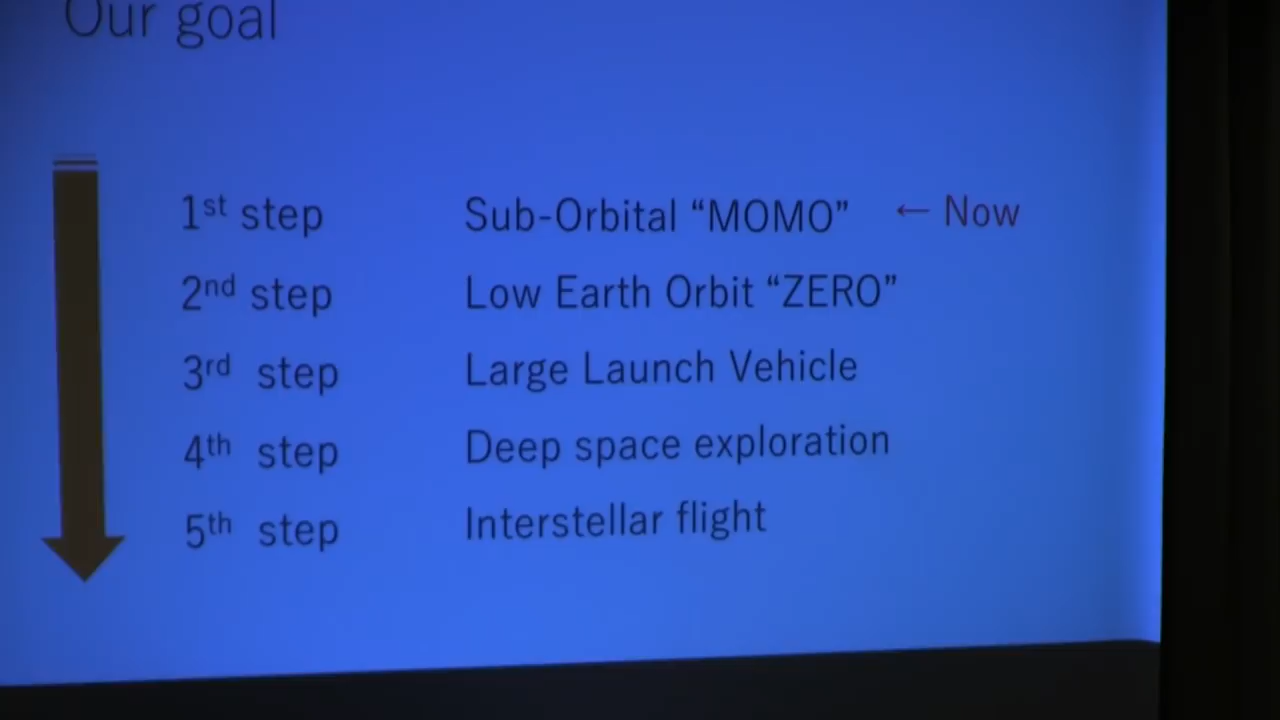 Our goal
1st step Sub-Orbital “MOMO” ← Now
2nd step Low Earth Orbit “ZERO”
3rd step Large Launch Vehicle
4th step Deep space exploration
5th step Interstellar flight